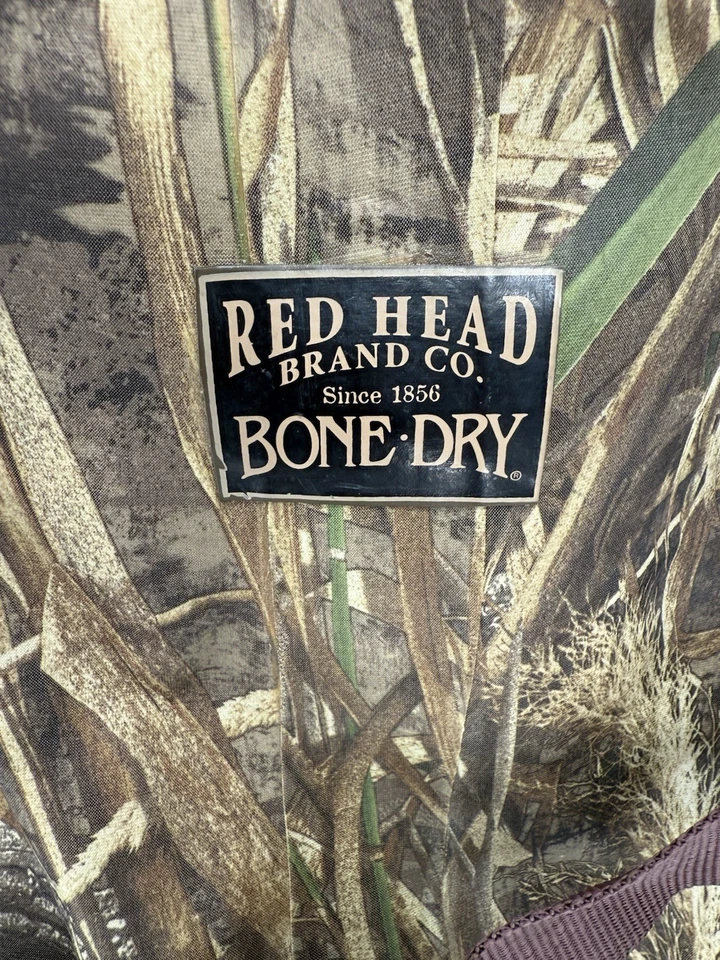 RED HEAD
BRAND CO.
Since 1856
BONE·DRY®